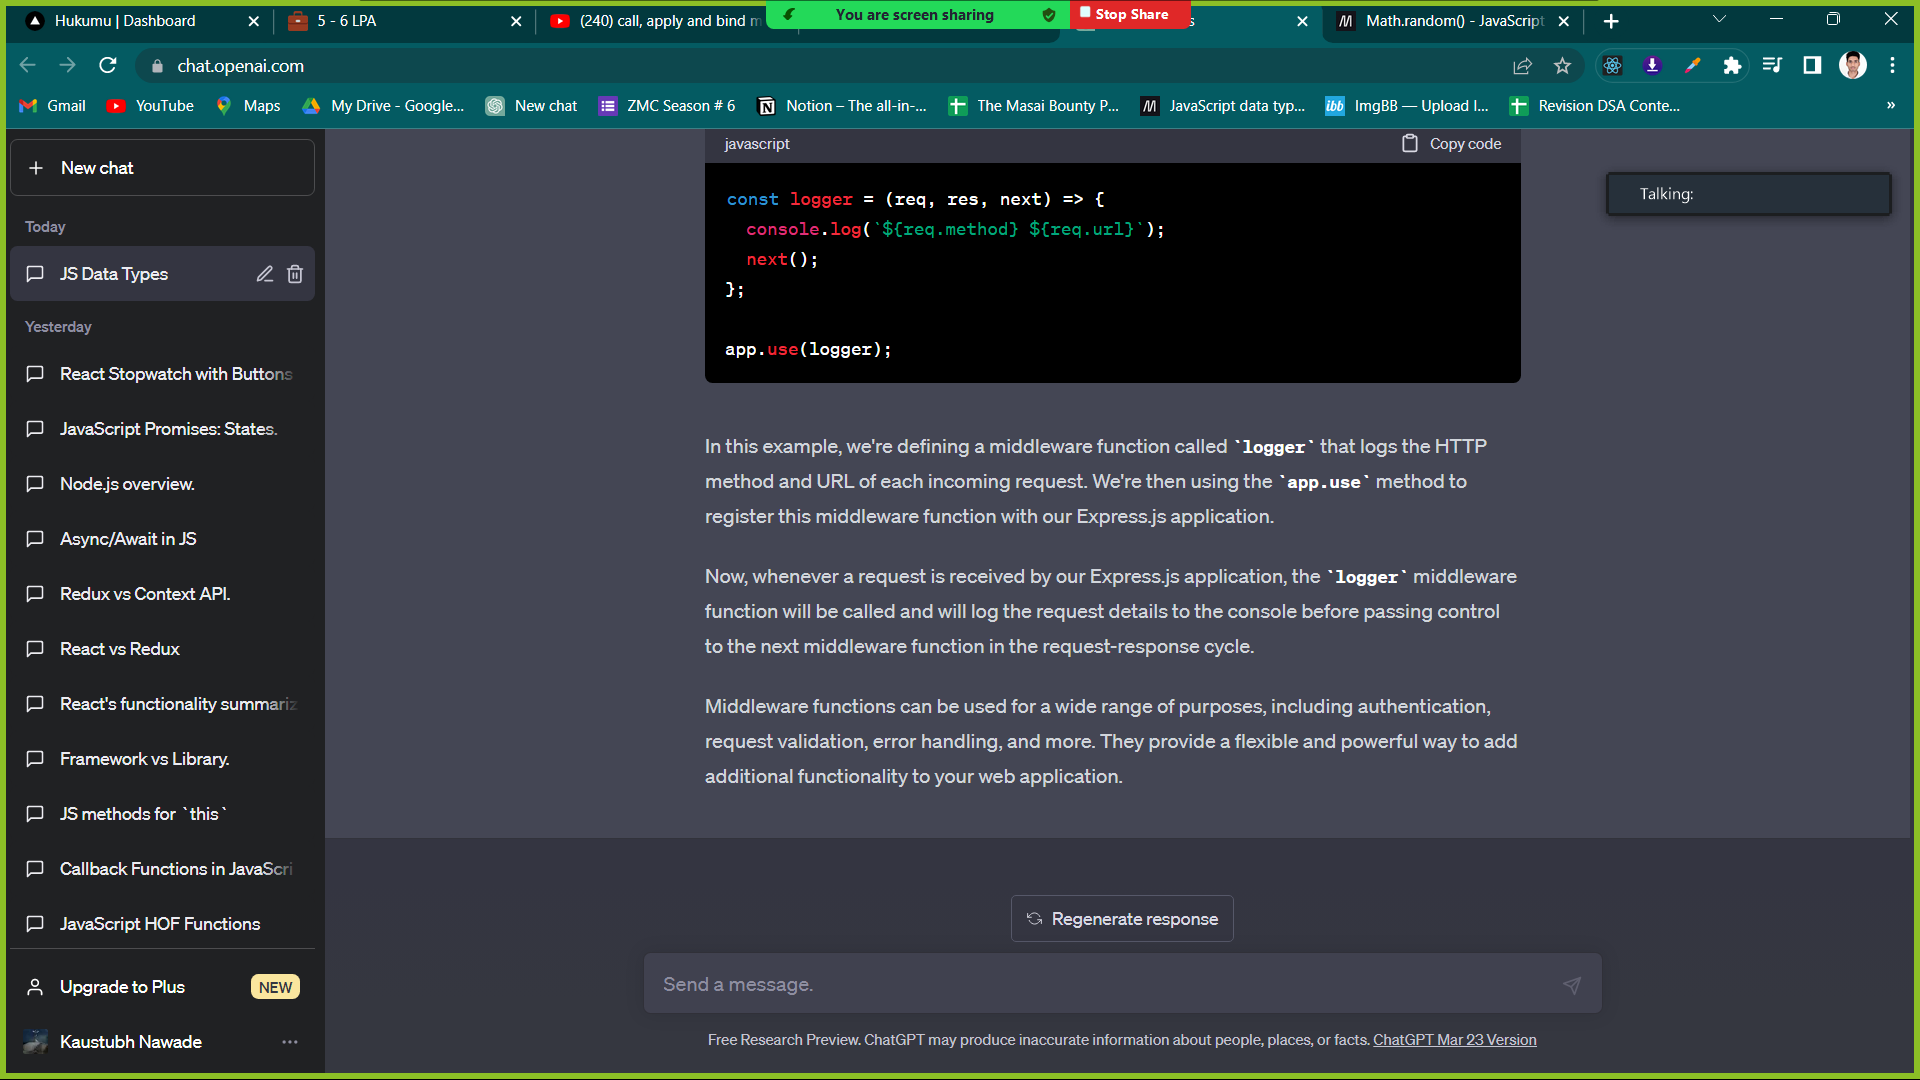 Hukumu | Dashboard
5 - 6 LPA
(240) call, apply and bind m
You are screen sharing
Stop Share
s
Math.random() - JavaScript
chat.openai.com
Gmail
YouTube
Maps
My Drive - Google...
New chat
ZMC Season # 6
Notion – The all-in-...
The Masai Bounty P...
JavaScript data typ...
ibb
ImgBB — Upload I...
Revision DSA Conte...
»
New chat
Today
JS Data Types
Yesterday
React Stopwatch with Buttons
JavaScript Promises: States.
Node.js overview.
Async/Await in JS
Redux vs Context API.
React vs Redux
React's functionality summariz
Framework vs Library.
JS methods for `this`
Callback Functions in JavaScri
JavaScript HOF Functions
Upgrade to Plus
NEW
Kaustubh Nawade
javascript
Copy code
const logger = (req, res, next) => {
console.log(`${req.method} ${req.url}`);
next();
};
app.use(logger);
Talking:
In this example, we're defining a middleware function called `logger` that logs the HTTP
method and URL of each incoming request. We're then using the `app.use` method to
register this middleware function with our Express.js application.
Now, whenever a request is received by our Express.js application, the `logger` middleware
function will be called and will log the request details to the console before passing control
to the next middleware function in the request-response cycle.
Middleware functions can be used for a wide range of purposes, including authentication,
request validation, error handling, and more. They provide a flexible and powerful way to add
additional functionality to your web application.
Regenerate response
Send a message.
Free Research Preview. ChatGPT may produce inaccurate information about people, places, or facts. ChatGPT Mar 23 Version